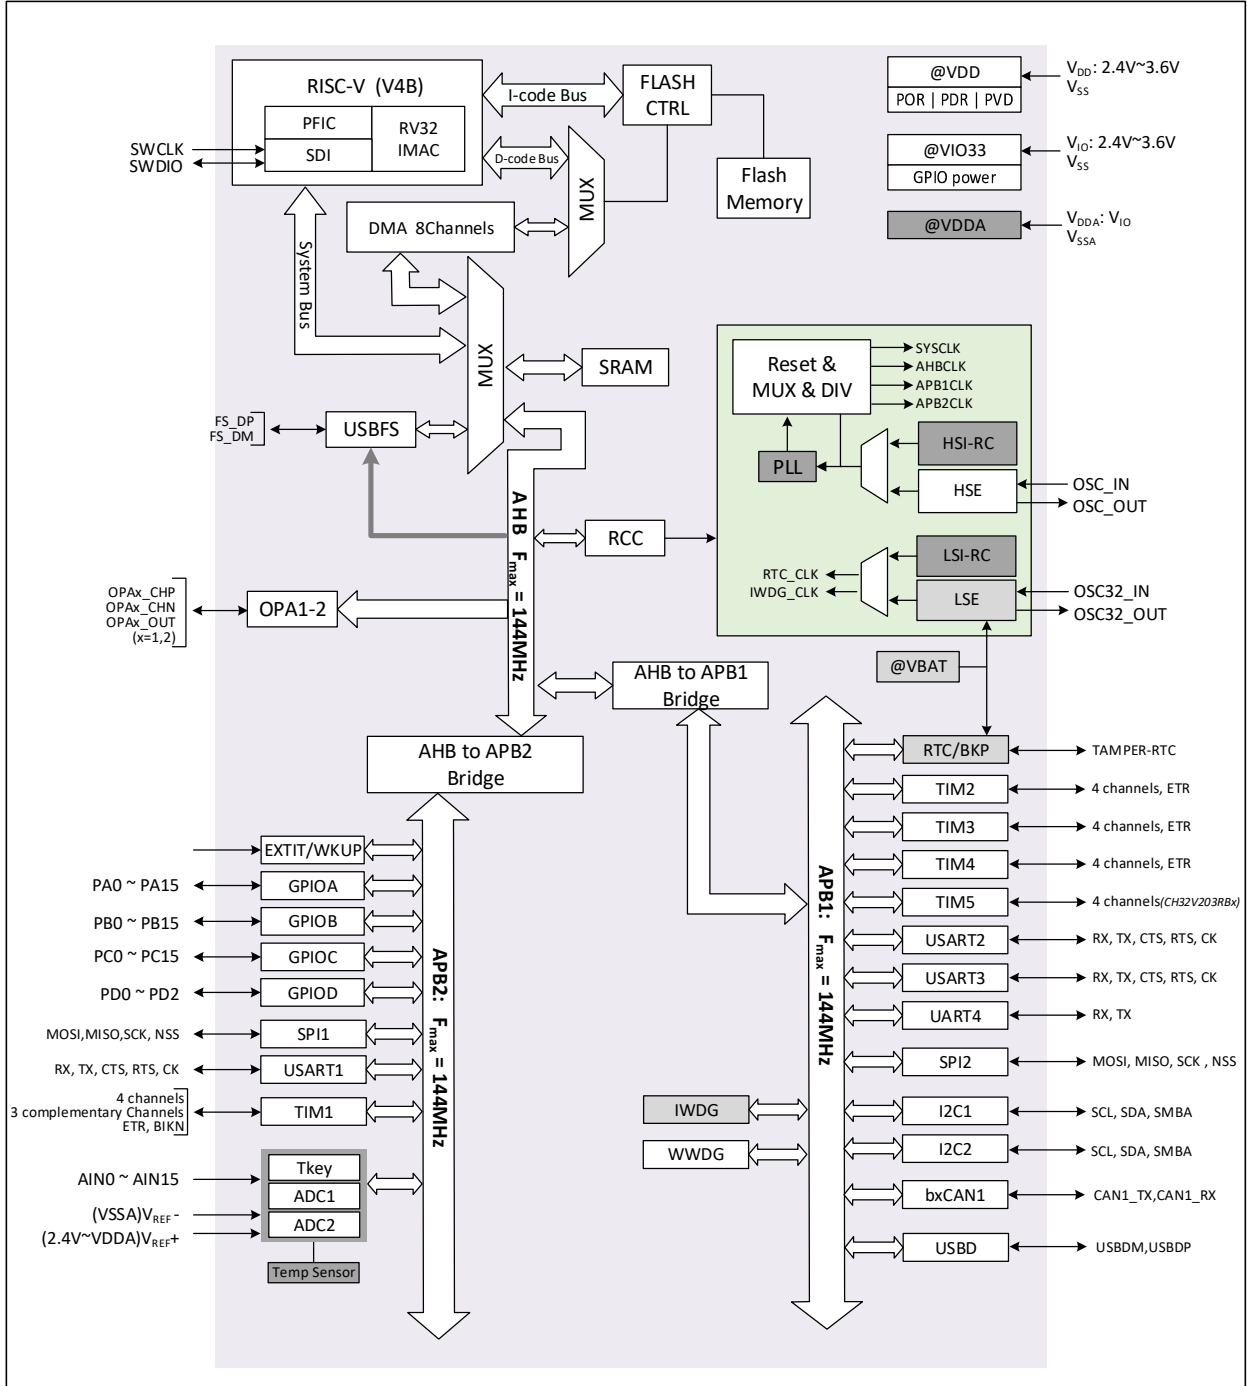 RISC-V (V4B)
PFIC
SDI
RV32
IMAC
SWCLK
SWDIO
I-code Bus
D-code Bus
FLASH
CTRL
MUX
Flash
Memory
DMA 8Channels
System Bus
MUX
SRAM
FS_DP
FS_DM
USBFS
@VDD
POR | PDR | PVD
VDD: 2.4V~3.6V
VSS
@VIO33
GPIO power
VIO: 2.4V~3.6V
VSS
@VDDA
VDDA: VIO
VSSA
Reset &
MUX & DIV
SYSCLK
AHBCLK
APB1CLK
APB2CLK
PLL
HSI-RC
HSE
OSC_IN
OSC_OUT
RCC
LSI-RC
LSE
RTC_CLK
IWDG_CLK
OSC32_IN
OSC32_OUT
@VBAT
AHB Fmax = 144MHz
OPAx_CHP
OPAx_CHN
OPAx_OUT
(x=1,2)
OPA1-2
AHB to APB1
Bridge
AHB to APB2
Bridge
EXTIT/WKUP
PA0 ~ PA15
GPIOA
PB0 ~ PB15
GPIOB
PC0 ~ PC15
GPIOC
PD0 ~ PD2
GPIOD
MOSI,MISO,SCK, NSS
SPI1
RX, TX, CTS, RTS, CK
USART1
4 channels
3 complementary Channels
ETR, BIKN
TIM1
AIN0 ~ AIN15
(VSSA)VREF -
(2.4V~VDDA)VREF+
Tkey
ADC1
ADC2
Temp Sensor
APB2: Fmax = 144MHz
IWDG
WWDG
APB1: Fmax = 144MHz
RTC/BKP
TAMPER-RTC
TIM2
4 channels, ETR
TIM3
4 channels, ETR
TIM4
4 channels, ETR
TIM5
4 channels(CH32V203RBx)
USART2
RX, TX, CTS, RTS, CK
USART3
RX, TX, CTS, RTS, CK
UART4
RX, TX
SPI2
MOSI, MISO, SCK , NSS
I2C1
SCL, SDA, SMBA
I2C2
SCL, SDA, SMBA
bxCAN1
CAN1_TX,CAN1_RX
USBD
USBDM,USBDP